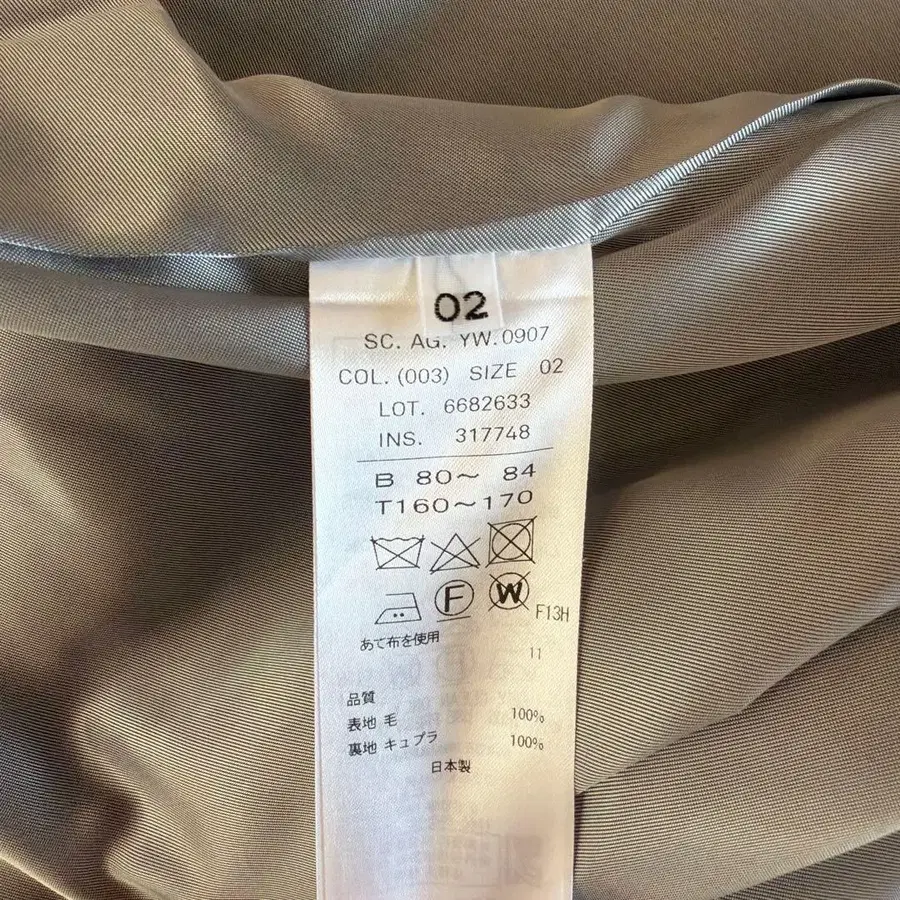 02
SC. AG. YW.0907
COL.(003) SIZE 02
LOT. 6682633
INS. 317748
B 80～ 84
T160～170
F
W
F13H
あて布を使用
11
品質
表地 毛 100%
裏地 キュプラ 100%
日本製